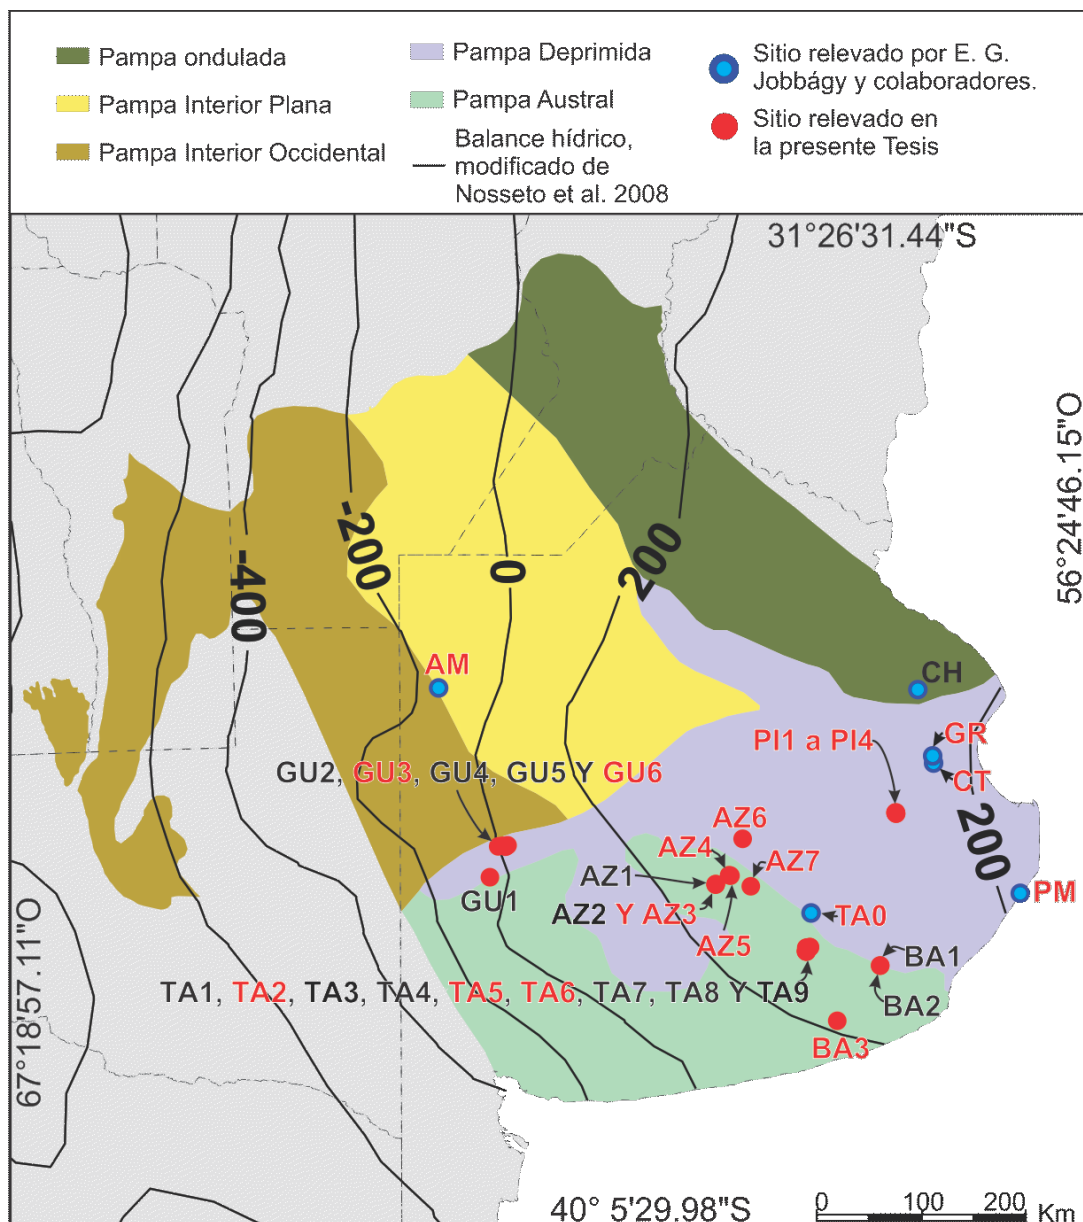 Pampa ondulada
Pampa Interior Plana
Pampa Interior Occidental
Pampa Deprimida
Pampa Austral
Balance hídrico,
modificado de
Nosseto et al. 2008
Sitio relevado por E. G.
Jobbágy y colaboradores.
Sitio relevado en
la presente Tesis
31°26'31.44"S
56°24'46.15"O
-400
-200
0
200
AM
CH
GR
CT
PI1 a PI4
200
PM
GU2, GU3, GU4, GU5 Y GU6
GU1
AZ6
AZ4
AZ7
AZ1
AZ2 Y AZ3
AZ5
TA0
BA1
BA2
TA1, TA2, TA3, TA4, TA5, TA6, TA7, TA8 Y TA9
BA3
67°18'57.11"O
40° 5'29.98"S
0 100 200 Km